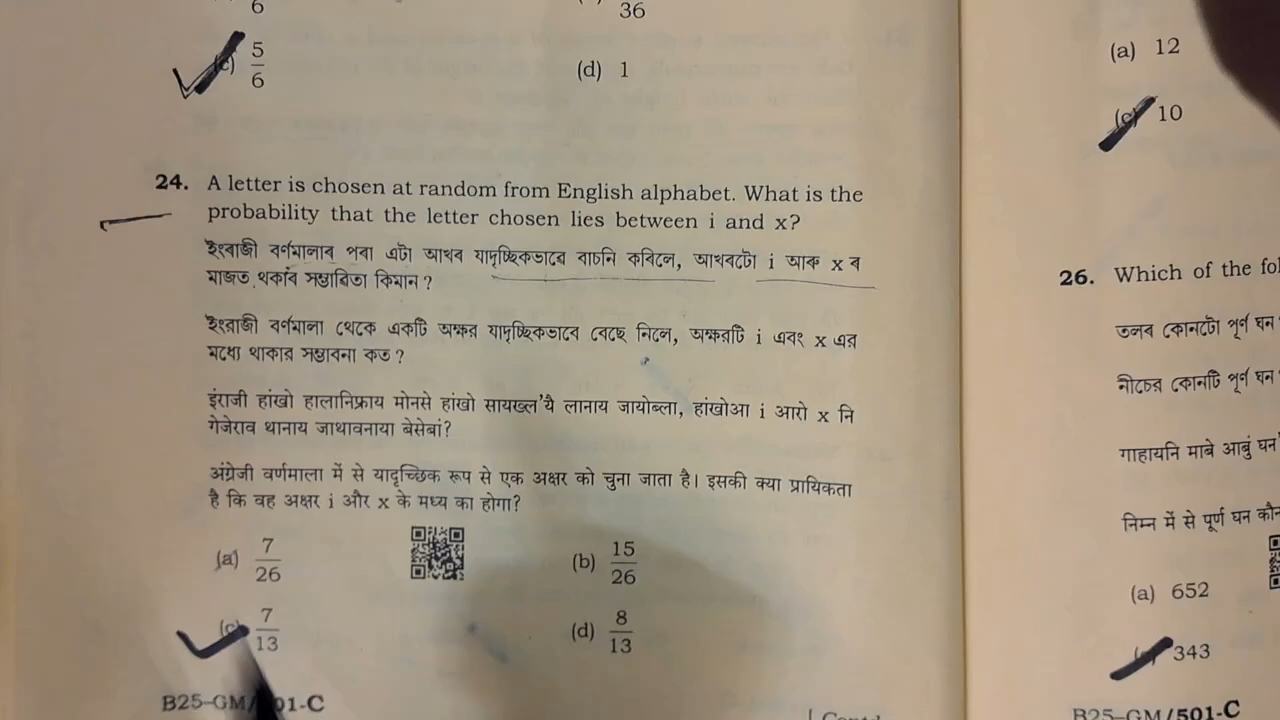 6
36
(c) 5/6
(d) 1
24. A letter is chosen at random from English alphabet. What is the
probability that the letter chosen lies between i and x?
ইংৰাজী বৰ্ণমালাৰ পৰা এটা আখৰ যাদৃচ্ছিকভাৱে বাচনি কৰিলে, আখৰটো i আৰু x ৰ
মাজত থকাৰ সম্ভাৱিতা কিমান ?
ইংরাজী বর্ণমালা থেকে একটি অক্ষর যাদৃচ্ছিকভাবে বেছে নিলে, অক্ষরটি i এবং x এর
মধ্যে থাকার সম্ভাবনা কত ?
इंराजी हांखो हालानिफ्राय मोनसे हांखो सायख्ल'यै लानाय जायोब्ला, हांखोआ i आरो x नि
गेजेराव थानाय जाथावनाया बेसेबां?
अंग्रेजी वर्णमाला में से यादृच्छिक रूप से एक अक्षर को चुना जाता है। इसकी क्या प्रायिकता
है कि वह अक्षर i और x के मध्य का होगा?
(a) 7/26
(b) 15/26
(c) 7/13
(d) 8/13
B25-GM/501-C
(a) 12
(c) 10
26. Which of the
তলৰ কোনটো পূৰ্ণ ঘন
নীচের কোনটি পূর্ণ ঘন
गाहायनि माबे आबुं घन
निम्न में से पूर्ण घन
(a) 652
343
B25-GM/501-C